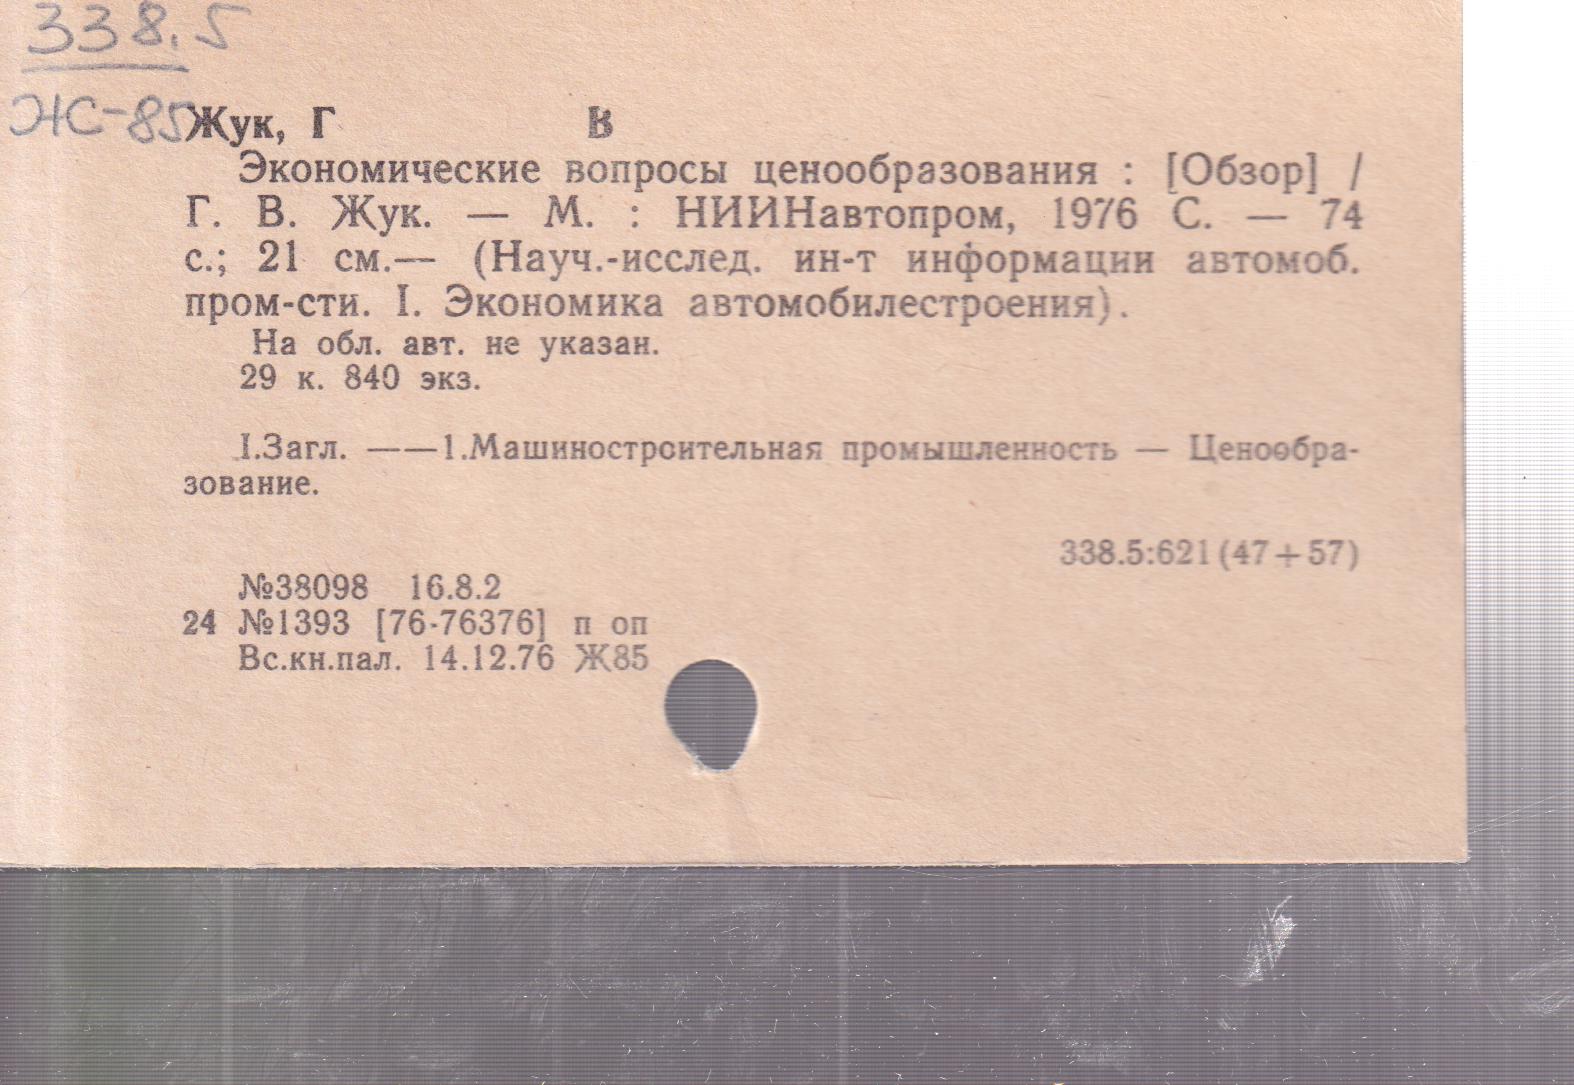 338.5
Ж-85
Жук, Г В
Экономические вопросы ценообразования : [Обзор] /
Г. В. Жук. — М. : НИИНавтопром, 1976 С. — 74
с.; 21 см.— (Науч.-исслед. ин-т информации автомоб.
пром-сти. I. Экономика автомобилестроения).
На обл. авт. не указан.
29 к. 840 экз.
I.Загл. ——1.Машиностроительная промышленность — Ценообра-
зование.
338.5:621(47+57)
№38098 16.8.2
24 №1393 [76-76376] п оп
Вс.кн.пал. 14.12.76 Ж85